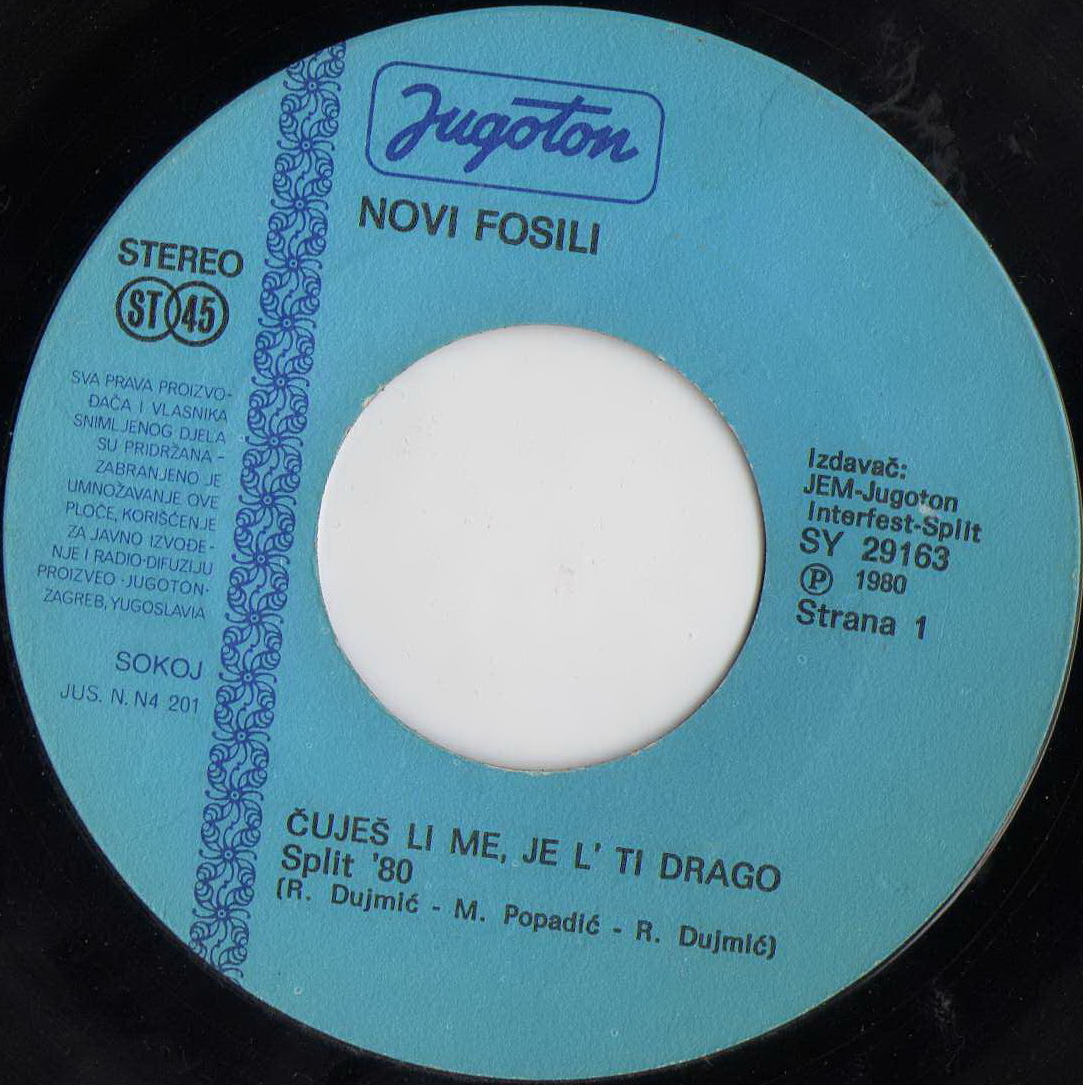 Jugoton
NOVI FOSILI
STEREO
ST 45
SVA PRAVA PROIZVO-
ĐAČA I VLASNIKA
SNIMLJENOG DJELA
SU PRIDRŽANA -
ZABRANJENO JE
UMNOŽAVANJE OVE
PLOČE, KORIŠĆENJE
ZA JAVNO IZVOĐE-
NJE I RADIO-DIFUZIJU
PROIZVEO -JUGOTON-
ZAGREB, YUGOSLAVIA
SOKOJ
JUS. N. N4 201
Izdavač:
JEM-Jugoton
Interfest-Split
SY 29163
Ⓟ 1980
Strana 1
ČUJEŠ LI ME, JE L' TI DRAGO
Split '80
(R. Dujmić - M. Popadić - R. Dujmić)